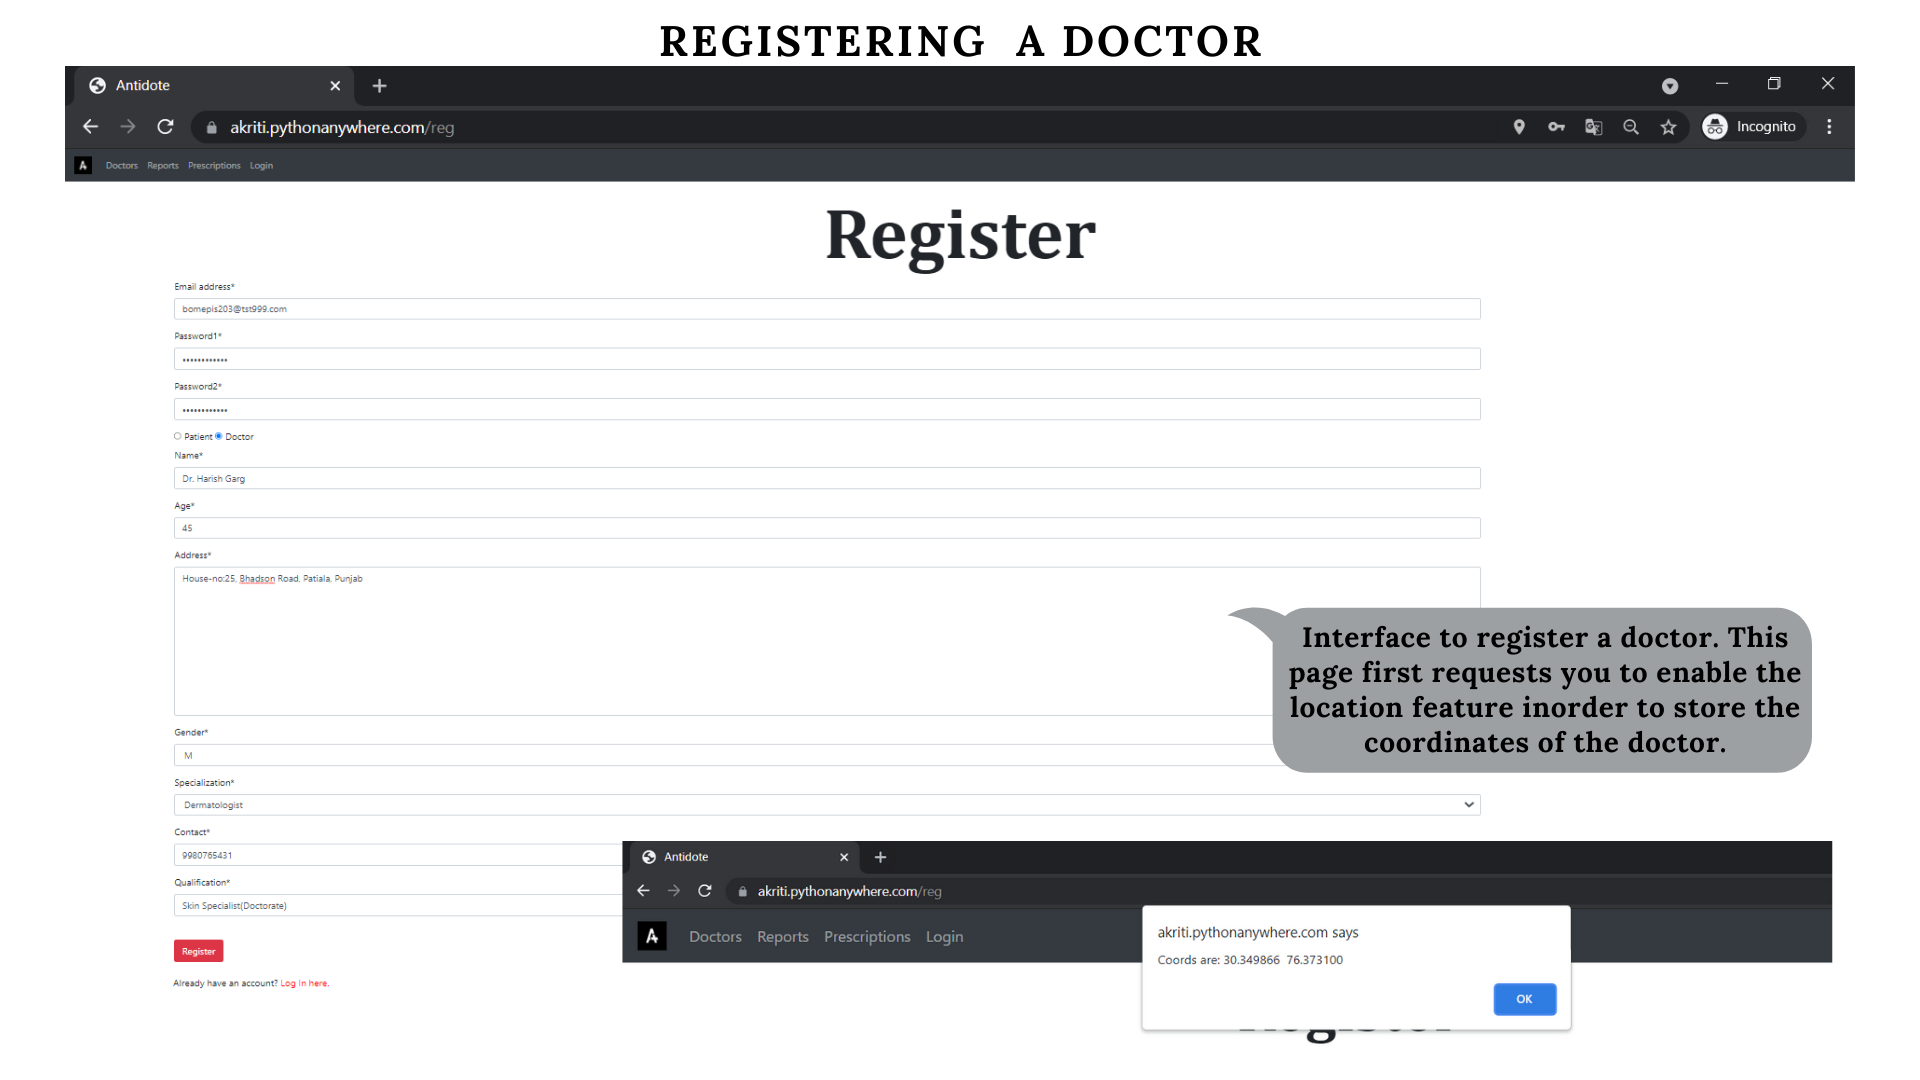 REGISTERING A DOCTOR
Antidote
akriti.pythonanywhere.com/reg
Incognito
A Doctors Reports Prescriptions Login
Register
Email address*
bomepis203@tst999.com
Password1*
••••••••••••
Password2*
••••••••••••
Patient Doctor
Name*
Dr. Harish Garg
Age*
45
Address*
House-no:25, Bhadson Road, Patiala, Punjab
Interface to register a doctor. This
page first requests you to enable the
location feature inorder to store the
coordinates of the doctor.
Gender*
M
Specialization*
Dermatologist
Contact*
9980765431
Qualification*
Skin Specialist(Doctorate)
Register
Already have an account? Log In here.
Antidote
akriti.pythonanywhere.com/reg
A Doctors Reports Prescriptions Login
akriti.pythonanywhere.com says
Coords are: 30.349866 76.373100
OK